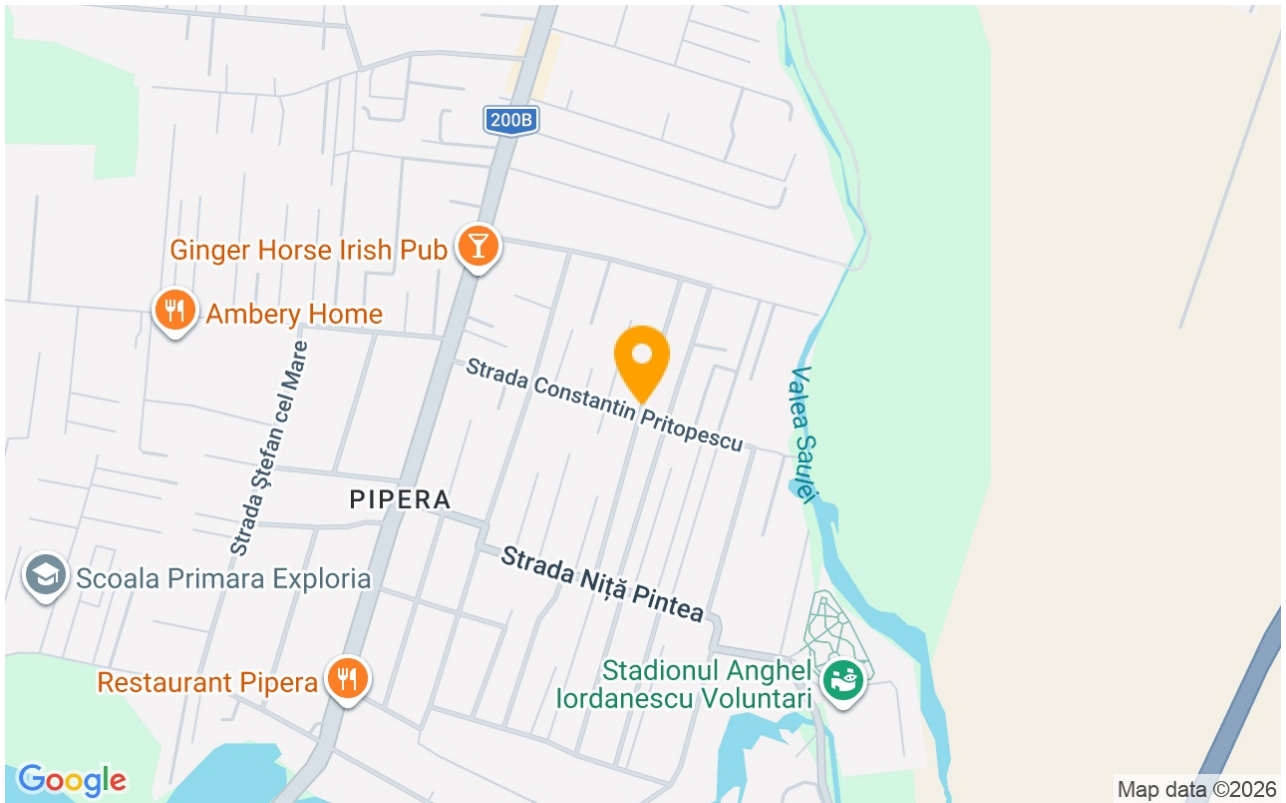 200B
Ginger Horse Irish Pub
Ambery Home
Strada Constantin Pritopescu
Strada Ștefan cel Mare
Valea Saulei
PIPERA
Strada Niță Pintea
Scoala Primara Exploria
Restaurant Pipera
Stadionul Anghel
Iordanescu Voluntari
Google
Map data ©2026